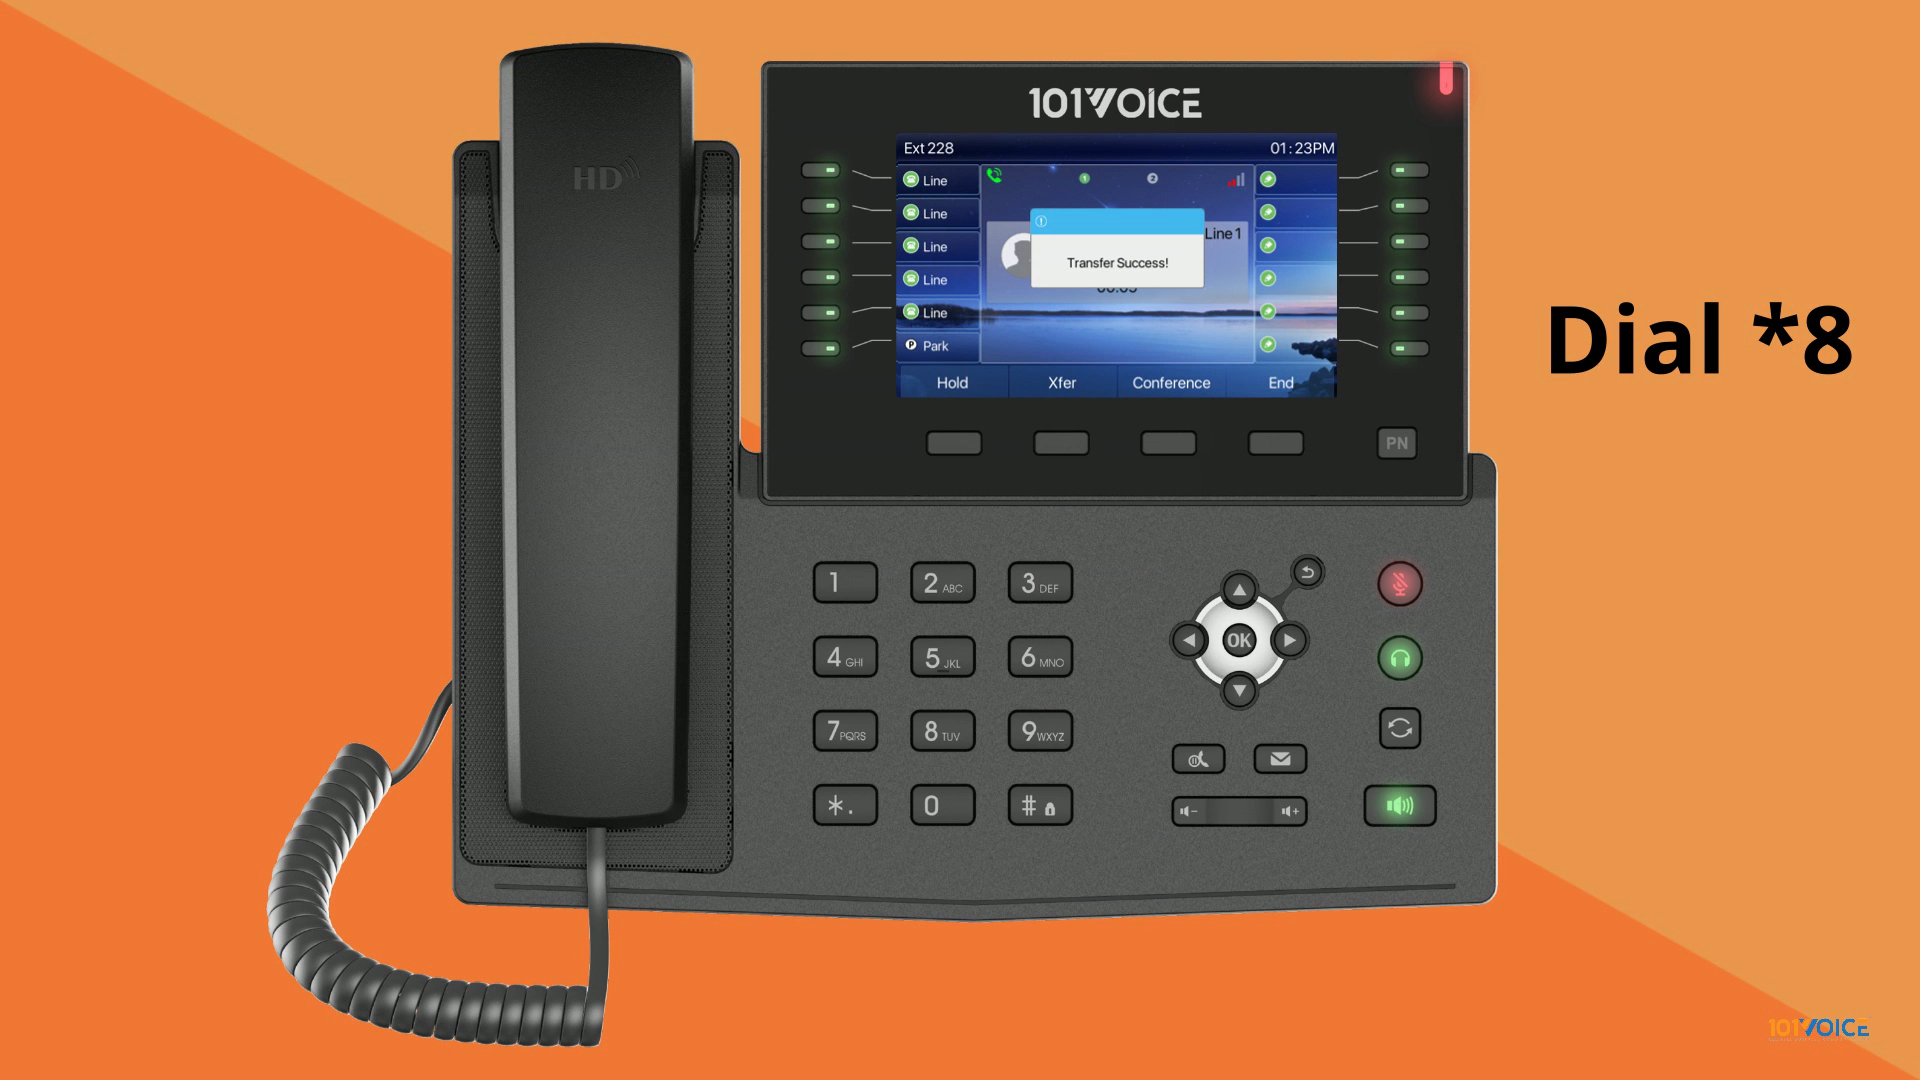 101VOICE
HD
Ext 228 01:23PM
Line
Line
Line
Line
Line
Park
1 2
Line 1
Transfer Success!
Hold Xfer Conference End
PN
Dial *8
1 2 ABC 3 DEF
4 GHI 5 JKL 6 MNO
7 PQRS 8 TUV 9 WXYZ
*. 0 #
OK
- +
101VOICE